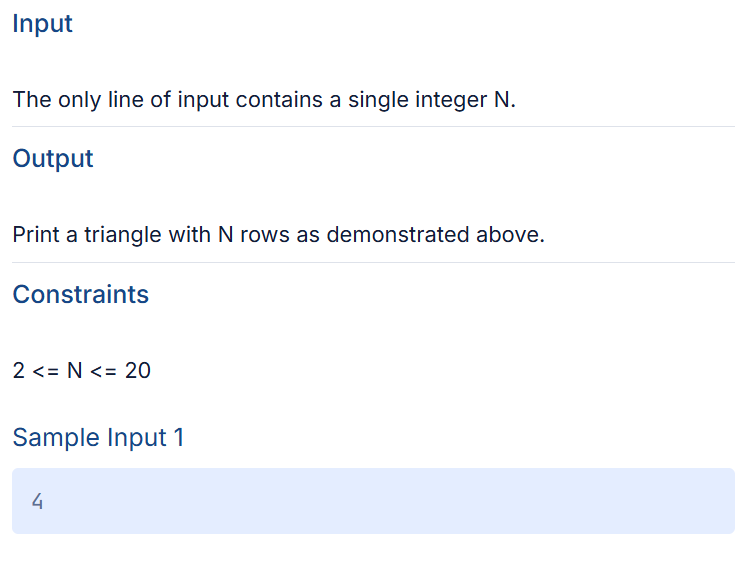 Input
The only line of input contains a single integer N.
Output
Print a triangle with N rows as demonstrated above.
Constraints
2 <= N <= 20
Sample Input 1
4